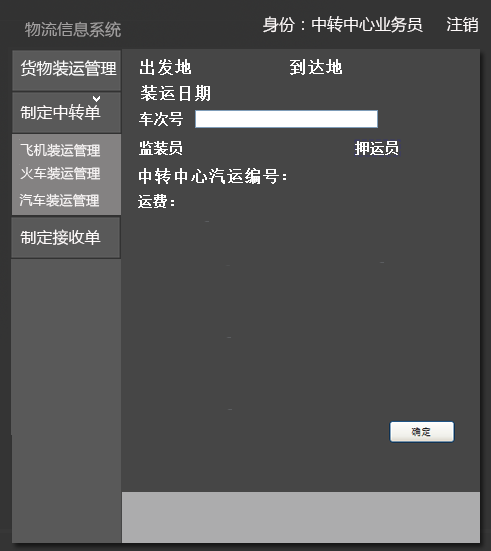 物流信息系统
身份：中转中心业务员 注销
货物装运管理
制定中转单
飞机装运管理
火车装运管理
汽车装运管理
制定接收单
出发地 到达地
装运日期
车次号
监装员 押运员
中转中心汽运编号：
运费：
确定